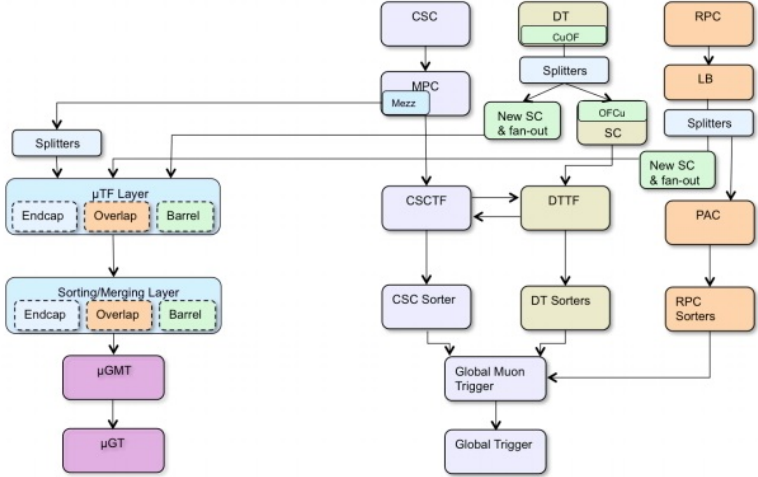 CSC
DT
CuOF
RPC
Splitters
MPC
Mezz
LB
New SC
& fan-out
OFCu
SC
Splitters
Splitters
New SC
& fan-out
µTF Layer
Endcap
Overlap
Barrel
CSCTF
DTTF
PAC
Sorting/Merging Layer
Endcap
Overlap
Barrel
CSC Sorter
DT Sorters
RPC
Sorters
µGMT
Global Muon
Trigger
µGT
Global Trigger